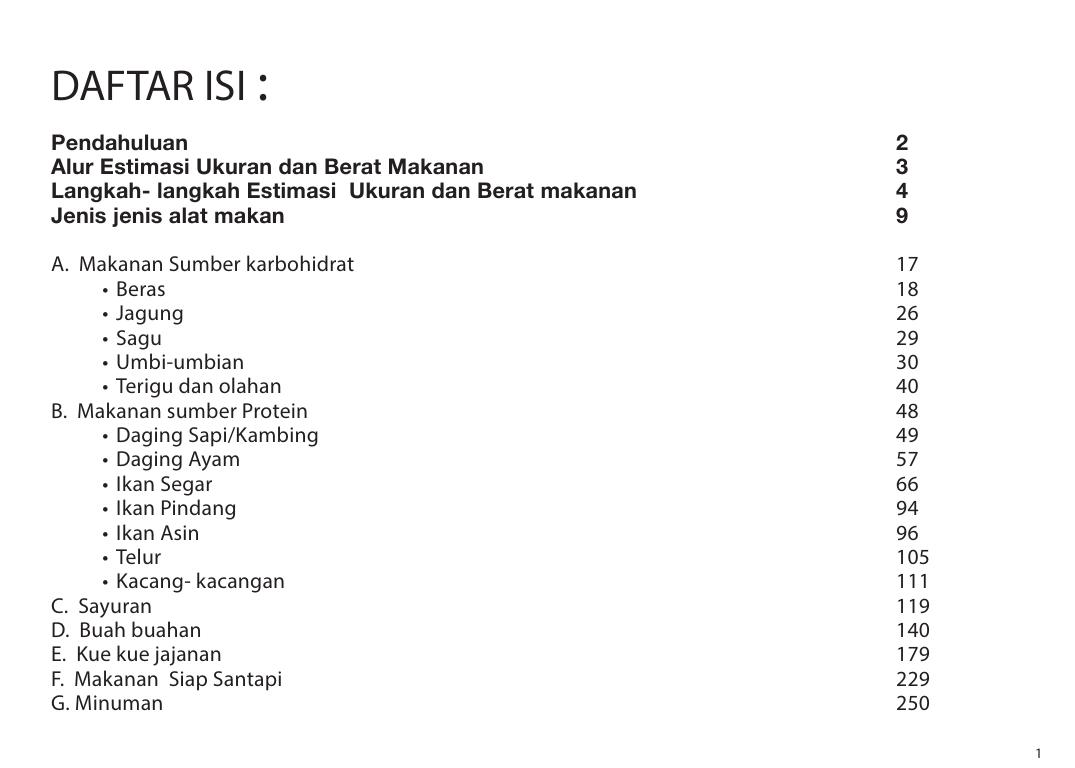 DAFTAR ISI :
Pendahuluan 2
Alur Estimasi Ukuran dan Berat Makanan 3
Langkah- langkah Estimasi  Ukuran dan Berat makanan 4
Jenis jenis alat makan 9
A.  Makanan Sumber karbohidrat 17
• Beras 18
• Jagung 26
• Sagu 29
• Umbi-umbian 30
• Terigu dan olahan 40
B.  Makanan sumber Protein 48
• Daging Sapi/Kambing 49
• Daging Ayam 57
• Ikan Segar 66
• Ikan Pindang 94
• Ikan Asin 96
• Telur 105
• Kacang- kacangan 111
C.  Sayuran 119
D.  Buah buahan 140
E.  Kue kue jajanan 179
F.  Makanan  Siap Santapi 229
G. Minuman 250
1